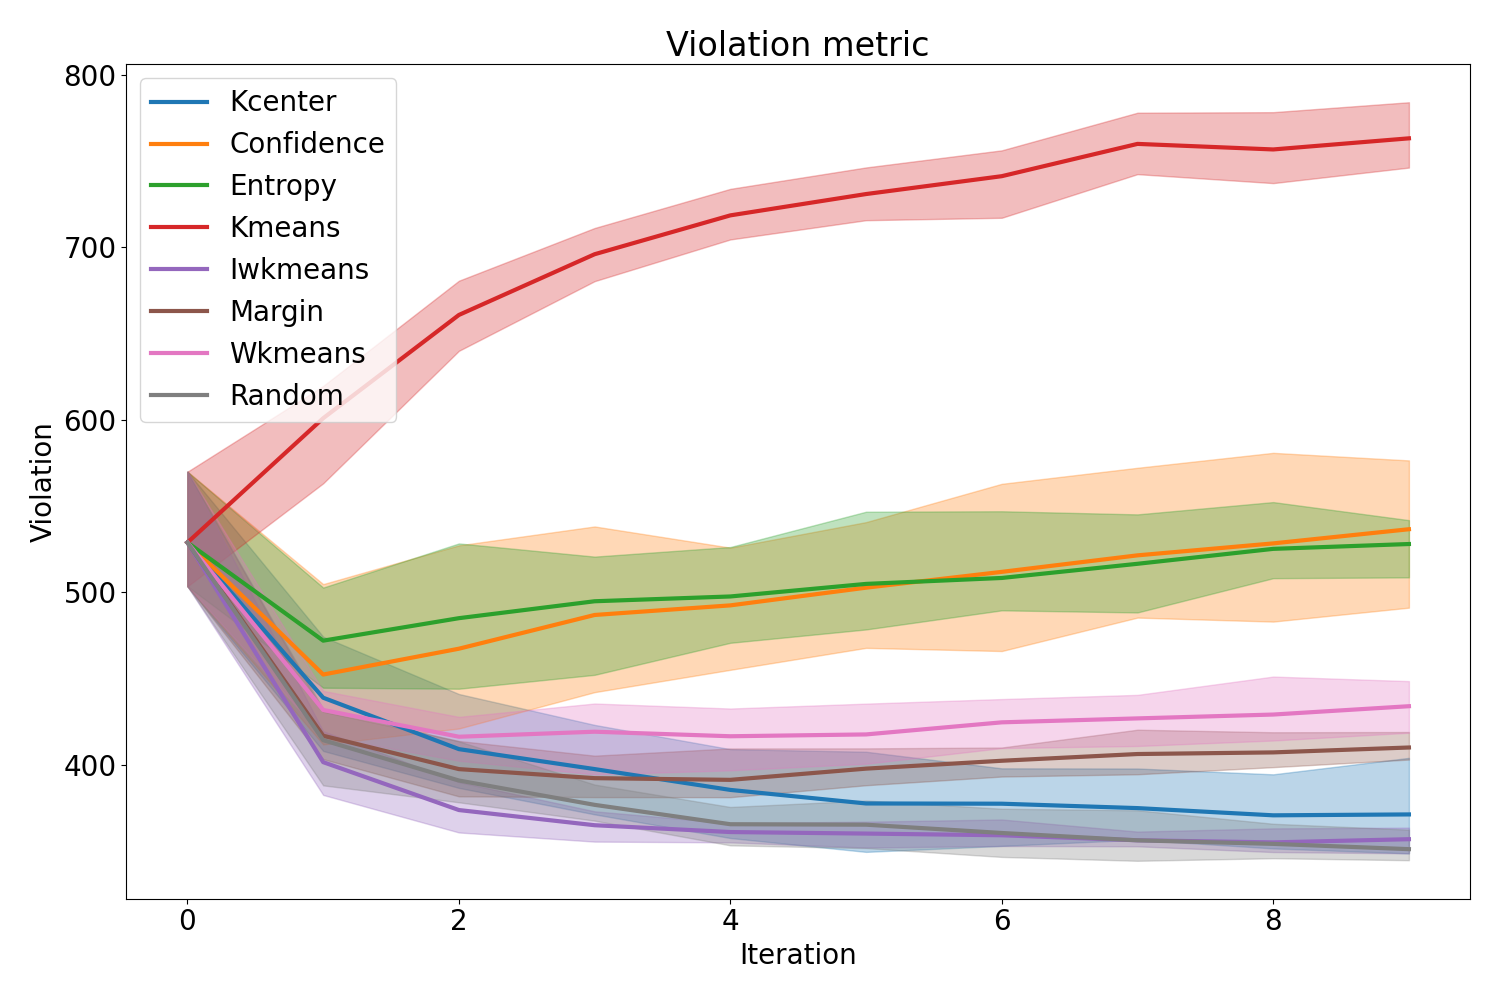 Violation metric
800
700
600
500
400
Violation
Kcenter
Confidence
Entropy
Kmeans
Iwkmeans
Margin
Wkmeans
Random
0 2 4 6 8
Iteration